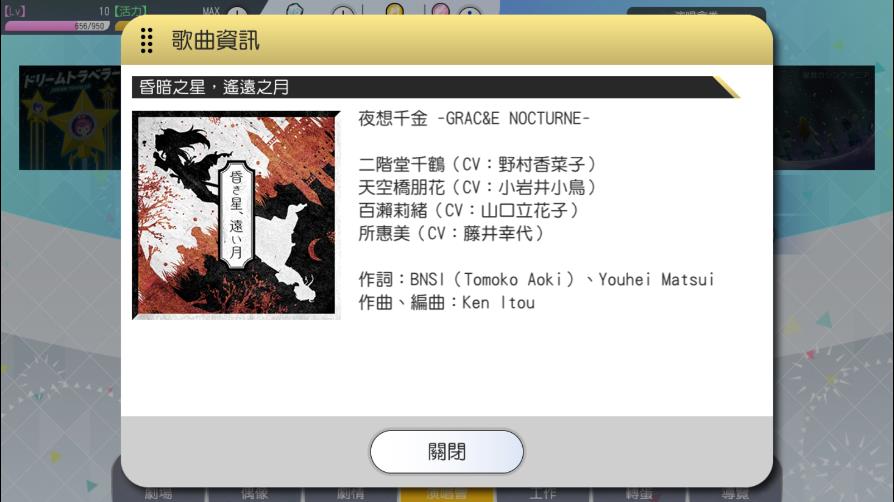 【Lv】
10【活力】
MAX
656/950
ドリームトラベラー
歌曲資訊
昏暗之星，遙遠之月
昏き星、遠い月
夜想千金 -GRAC&E NOCTURNE-
二階堂千鶴（CV：野村香菜子）
天空橋朋花（CV：小岩井小鳥）
百瀨莉緒（CV：山口立花子）
所惠美（CV：藤井幸代）
作詞：BNSI（Tomoko Aoki）、Youhei Matsui
作曲、編曲：Ken Itou
關閉
劇場
偶像
劇情
演唱會
工作
轉蛋
導覽